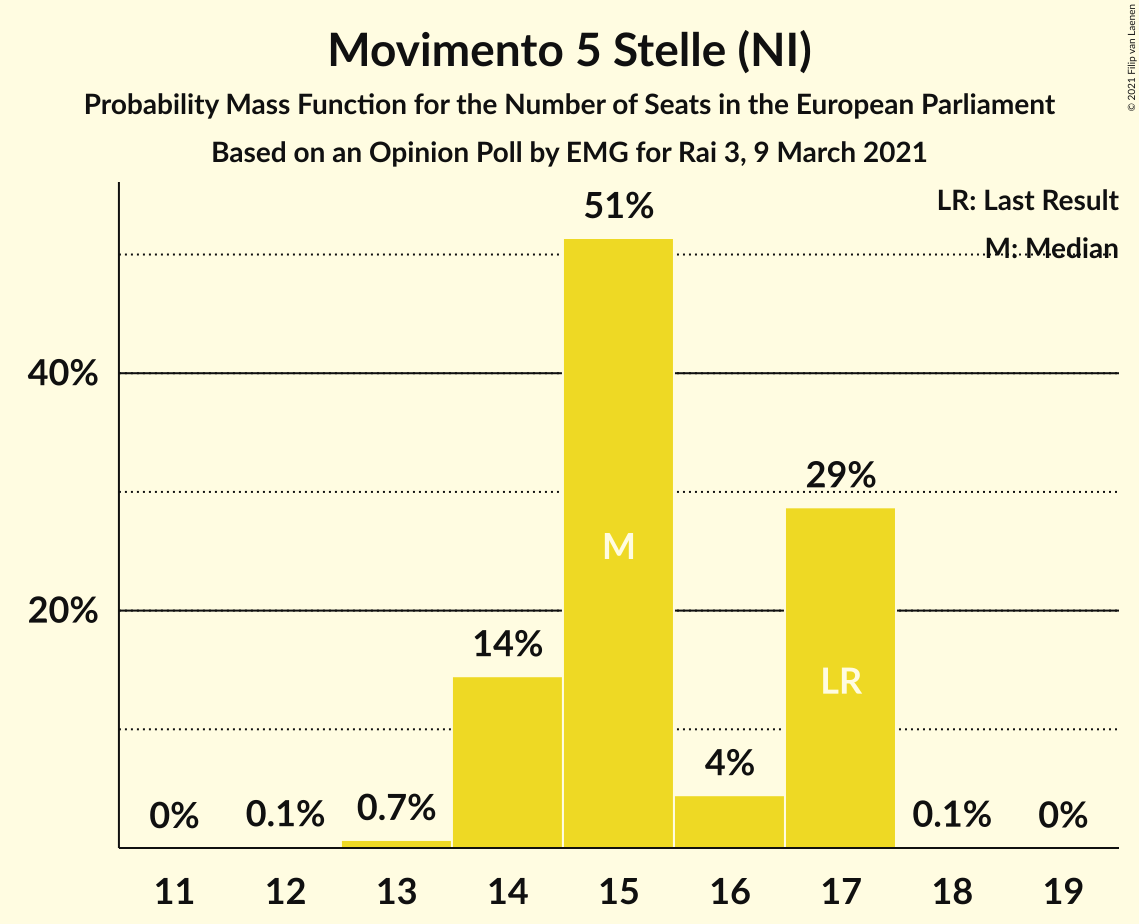 Movimento 5 Stelle (NI)
Probability Mass Function for the Number of Seats in the European Parliament
Based on an Opinion Poll by EMG for Rai 3, 9 March 2021
© 2021 Filip van Laenen
LR: Last Result
M: Median
40%
20%
0%
0.1%
0.7%
14%
51%
4%
29%
0.1%
0%
M
LR
11 12 13 14 15 16 17 18 19